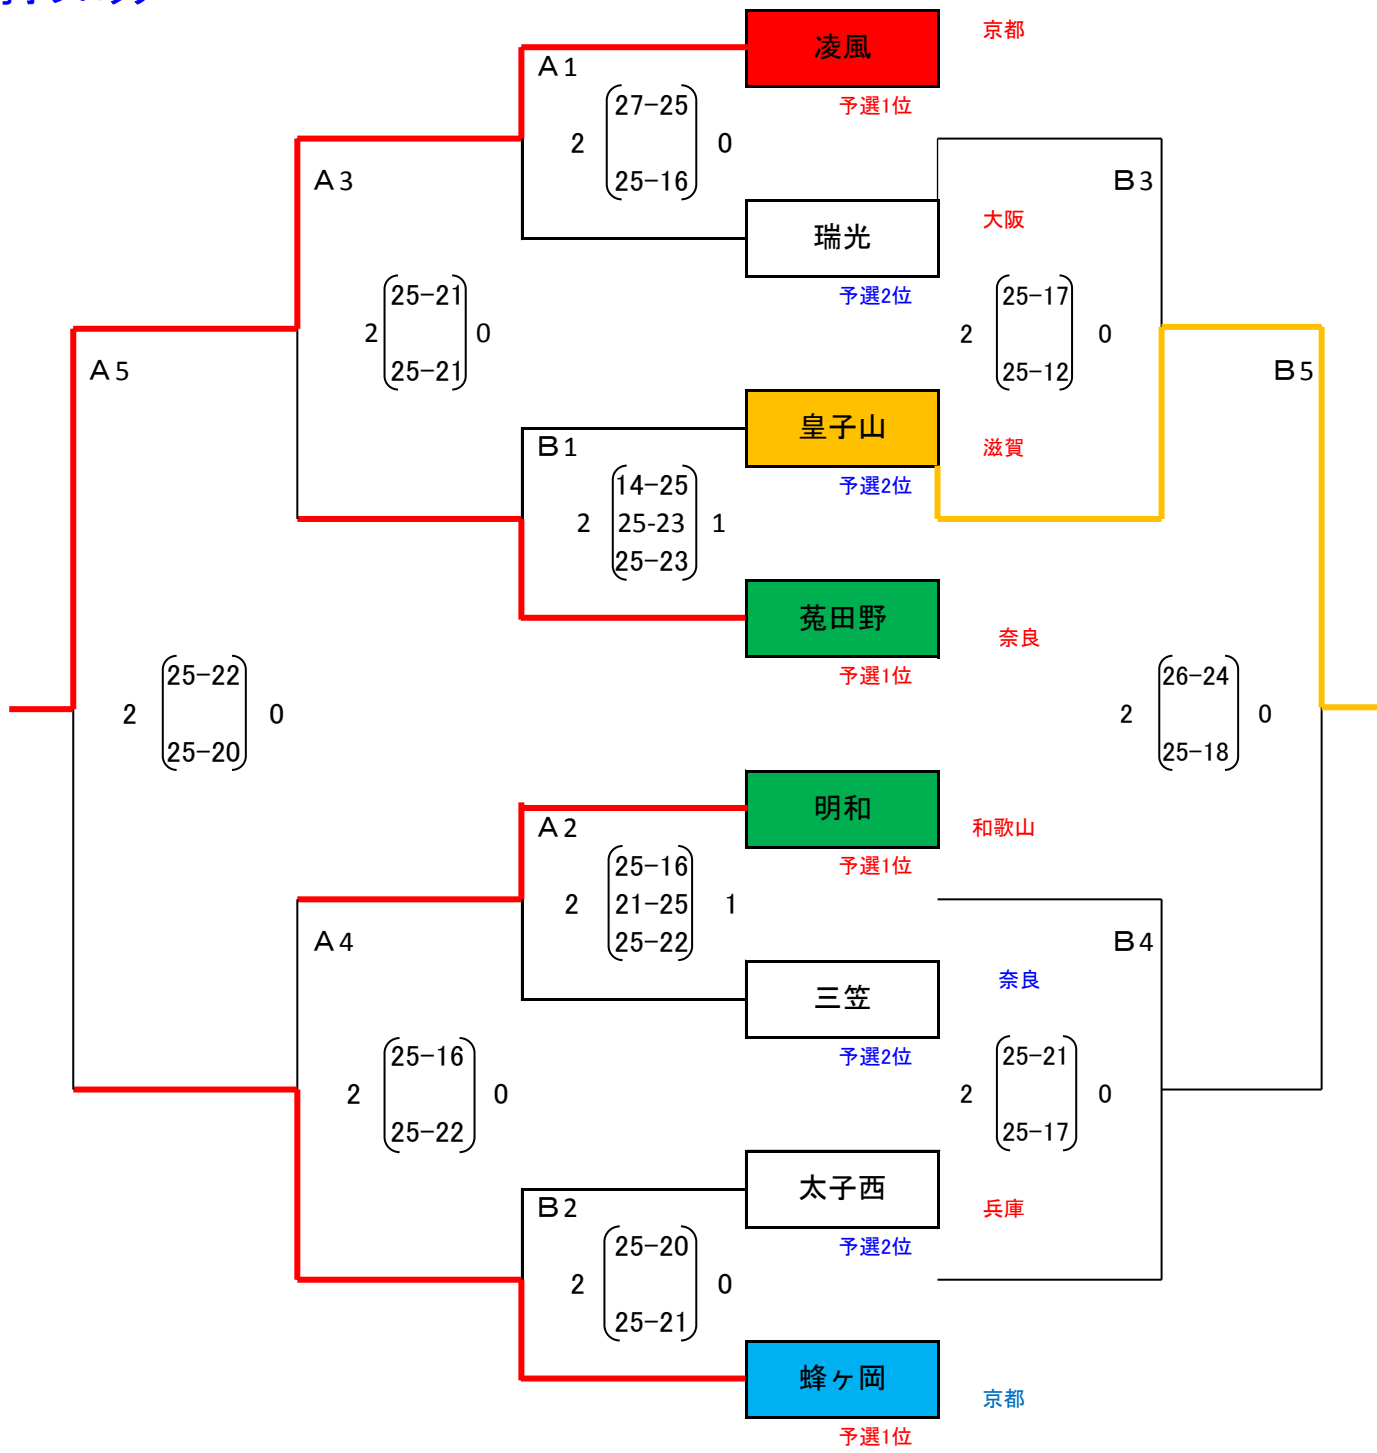 凌風
京都
A1
予選1位
27-25
2
0
25-16
A3
B3
瑞光
大阪
予選2位
25-21
2
0
25-21
25-17
2
0
25-12
A5
B5
皇子山
滋賀
B1
予選2位
14-25
2
25-23
1
25-23
菟田野
奈良
予選1位
25-22
2
0
25-20
26-24
2
0
25-18
明和
和歌山
A2
予選1位
25-16
2
21-25
1
25-22
A4
B4
三笠
奈良
予選2位
25-16
2
0
25-22
25-21
2
0
25-17
太子西
兵庫
B2
予選2位
25-20
2
0
25-21
蜂ヶ岡
京都
予選1位